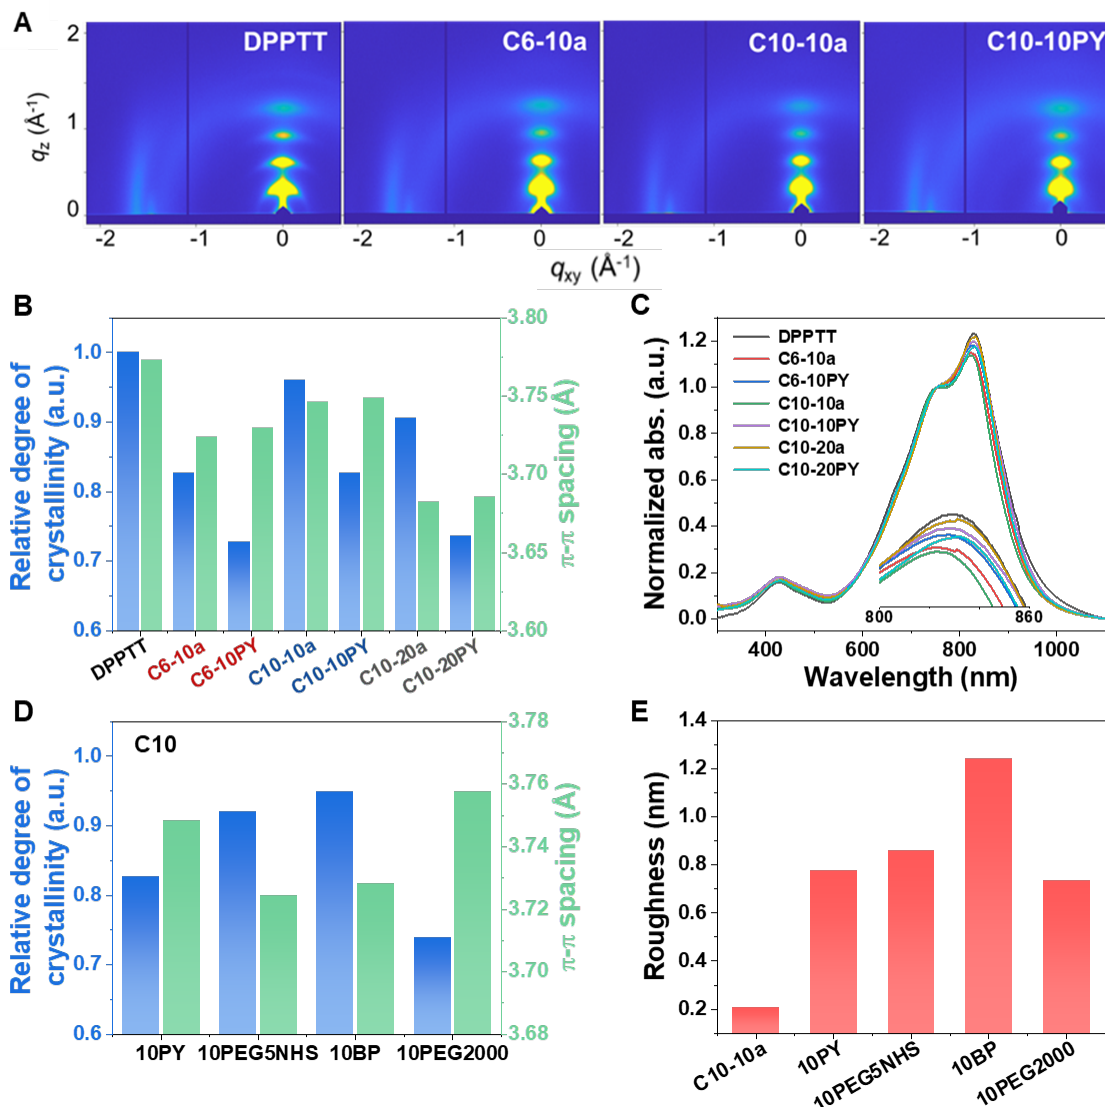 A
DPPTT
C6-10a
C10-10a
C10-10PY
2
1
0
qz (Å-1)
-2
-1
0
-2
-1
0
-2
-1
0
-2
-1
0
qxy (Å-1)
B
1.0
0.9
0.8
0.7
0.6
Relative degree of
crystallinity (a.u.)
3.80
3.75
3.70
3.65
3.60
π-π spacing (Å)
DPPTT
C6-10a
C6-10PY
C10-10a
C10-10PY
C10-20a
C10-20PY
C
1.2
1.0
0.8
0.6
0.4
0.2
0.0
Normalized abs. (a.u.)
DPPTT
C6-10a
C6-10PY
C10-10a
C10-10PY
C10-20a
C10-20PY
800
860
400
600
800
1000
Wavelength (nm)
D
C10
1.0
0.9
0.8
0.7
0.6
Relative degree of
crystallinity (a.u.)
3.78
3.76
3.74
3.72
3.70
3.68
π-π spacing (Å)
10PY
10PEG5NHS
10BP
10PEG2000
E
1.4
1.2
1.0
0.8
0.6
0.4
0.2
Roughness (nm)
C10-10a
10PY
10PEG5NHS
10BP
10PEG2000